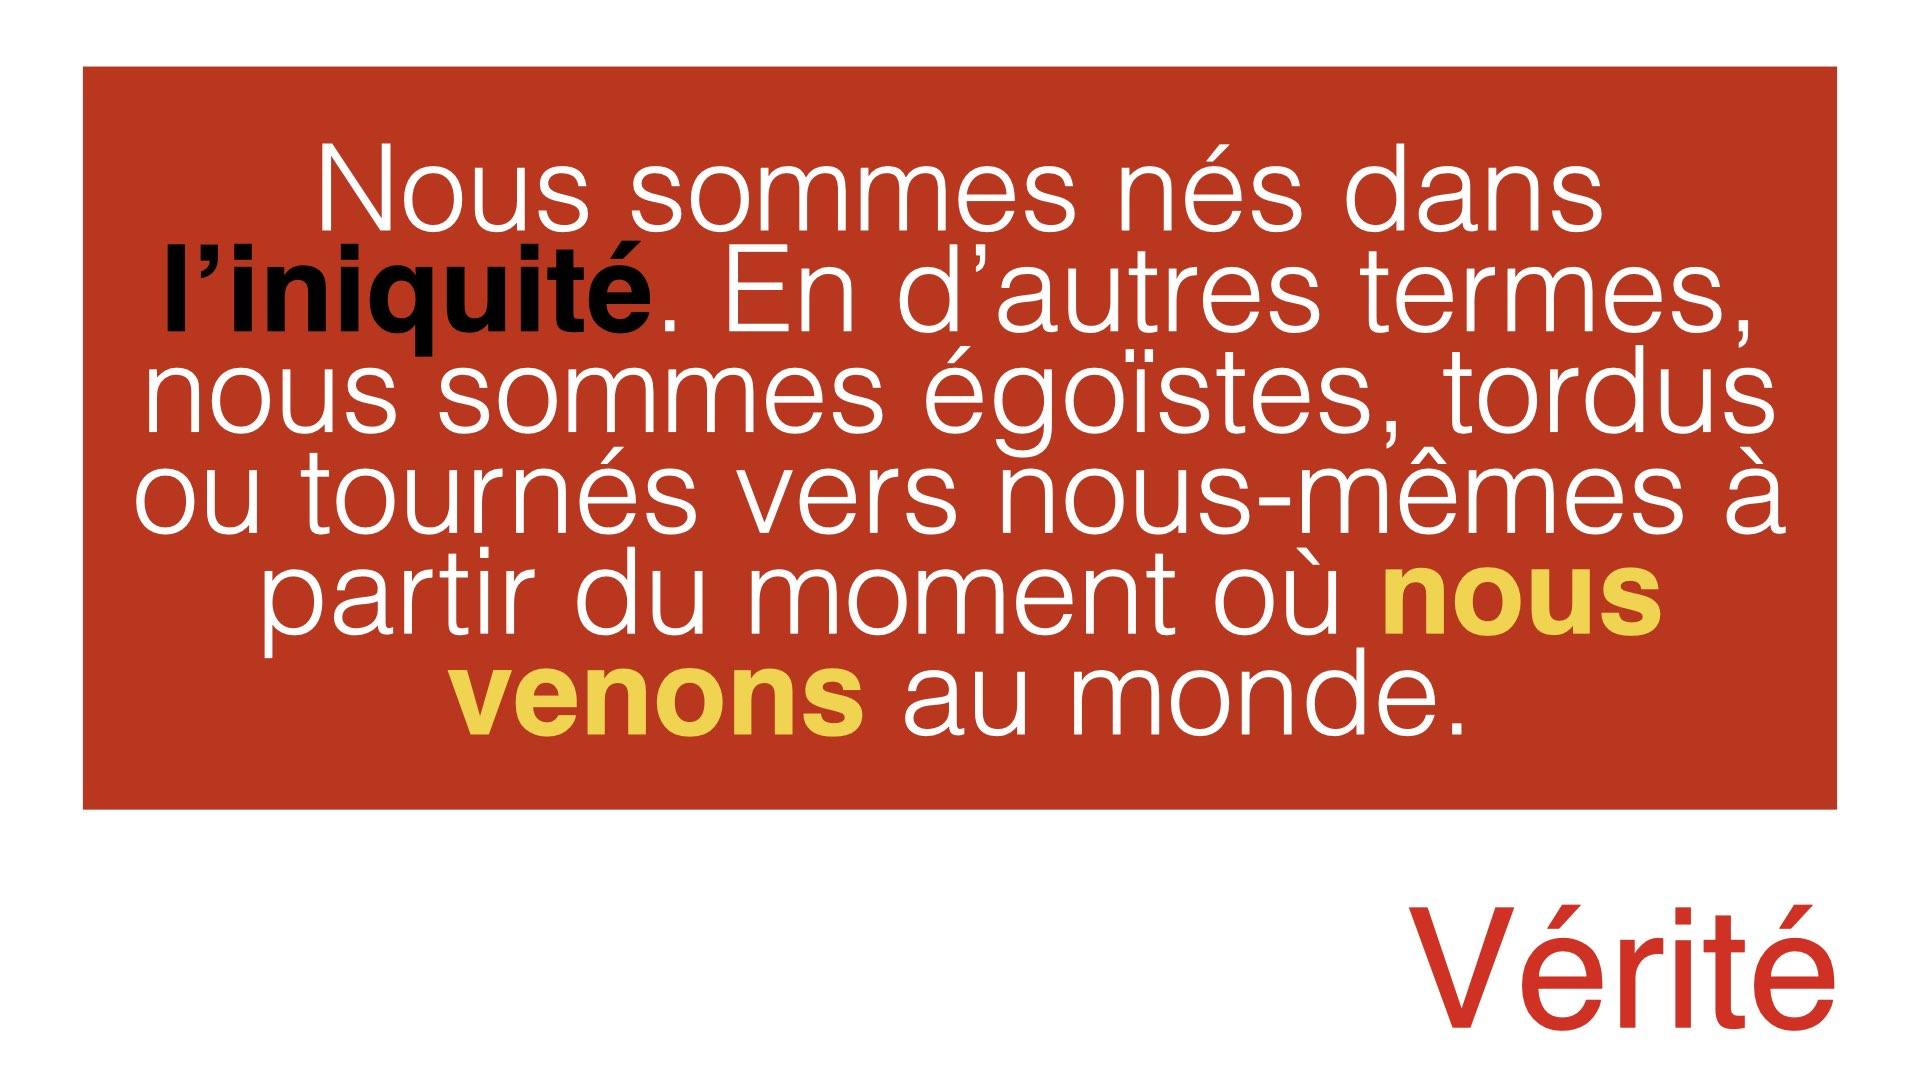 Nous sommes nés dans
l’iniquité. En d’autres termes,
nous sommes égoïstes, tordus
ou tournés vers nous-mêmes à
partir du moment où nous
venons au monde.
Vérité